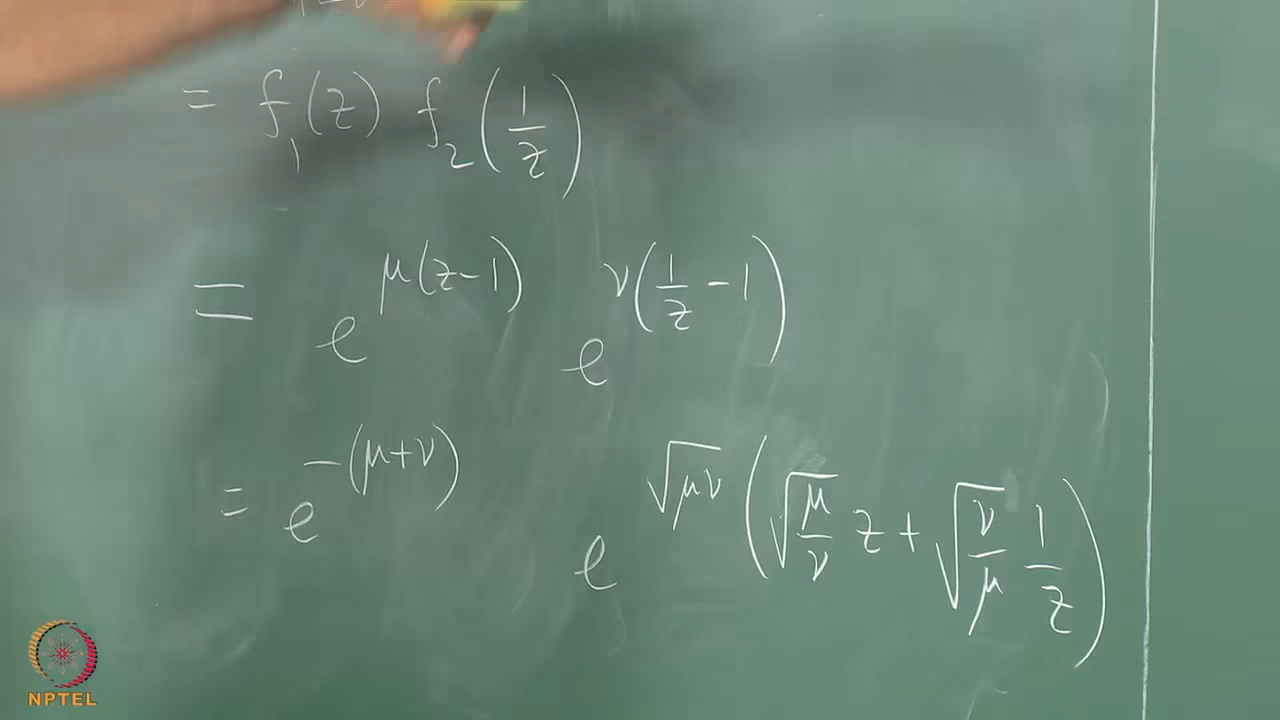 = f₁(z) f₂(1/z)
= e^{μ(z-1)} e^{ν(1/z - 1)}
= e^{-(μ+ν)} e^{√μν (√(μ/ν) z + √(ν/μ) 1/z)}
NPTEL